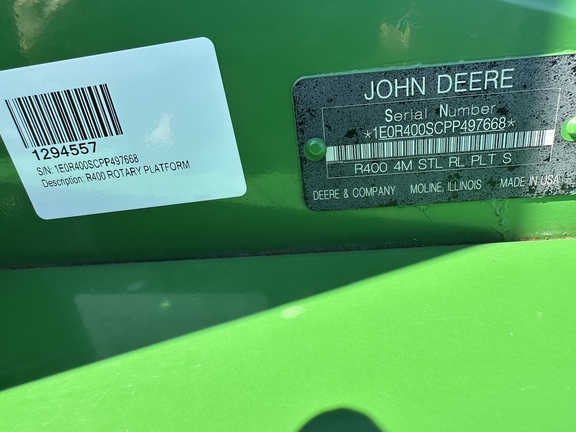 1294557
S/N: 1E0R400SCPP497668
Description: R400 ROTARY PLATFORM
JOHN DEERE
Serial Number
*1E0R400SCPP497668*
R400 4M STL RL PLT S
DEERE & COMPANY MOLINE, ILLINOIS MADE IN USA